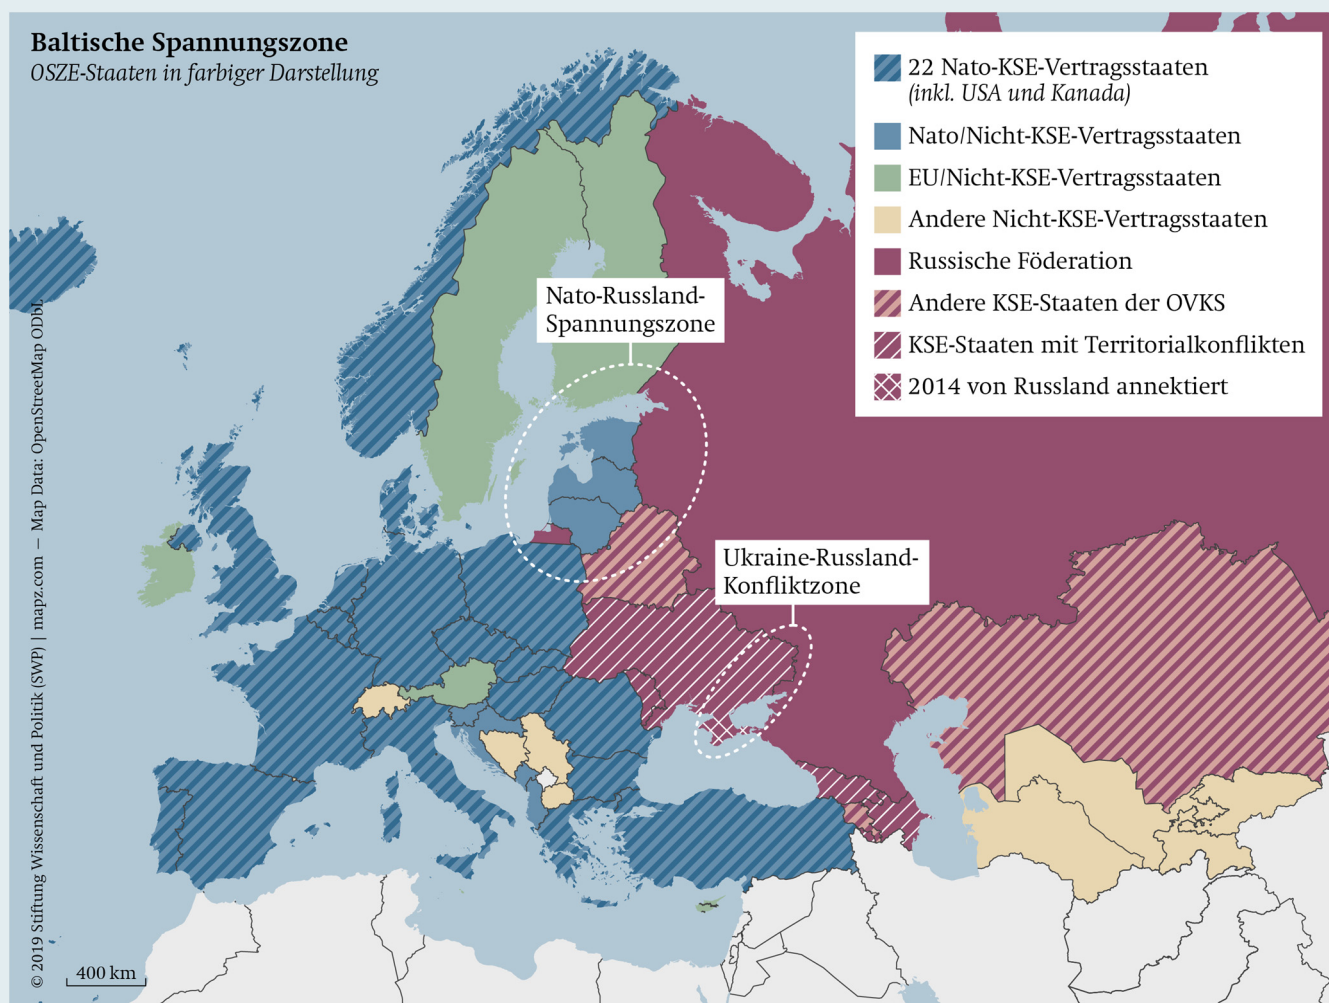 Baltische Spannungszone
OSZE-Staaten in farbiger Darstellung
22 Nato-KSE-Vertragsstaaten
(inkl. USA und Kanada)
Nato/Nicht-KSE-Vertragsstaaten
EU/Nicht-KSE-Vertragsstaaten
Andere Nicht-KSE-Vertragsstaaten
Russische Föderation
Andere KSE-Staaten der OVKS
KSE-Staaten mit Territorialkonflikten
2014 von Russland annektiert
Nato-Russland-
Spannungszone
Ukraine-Russland-
Konfliktzone
© 2019 Stiftung Wissenschaft und Politik (SWP) | mapz.com — Map Data: OpenStreetMap ODbL
400 km